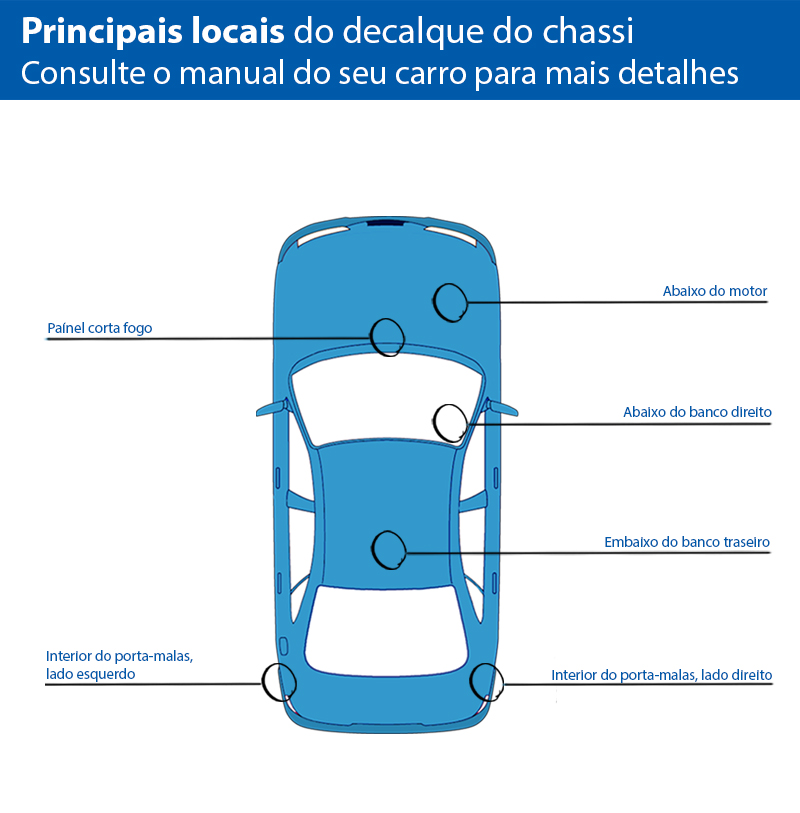 Principais locais do decalque do chassi
Consulte o manual do seu carro para mais detalhes
Abaixo do motor
Paínel corta fogo
Abaixo do banco direito
Embaixo do banco traseiro
Interior do porta-malas,
lado esquerdo
Interior do porta-malas, lado direito